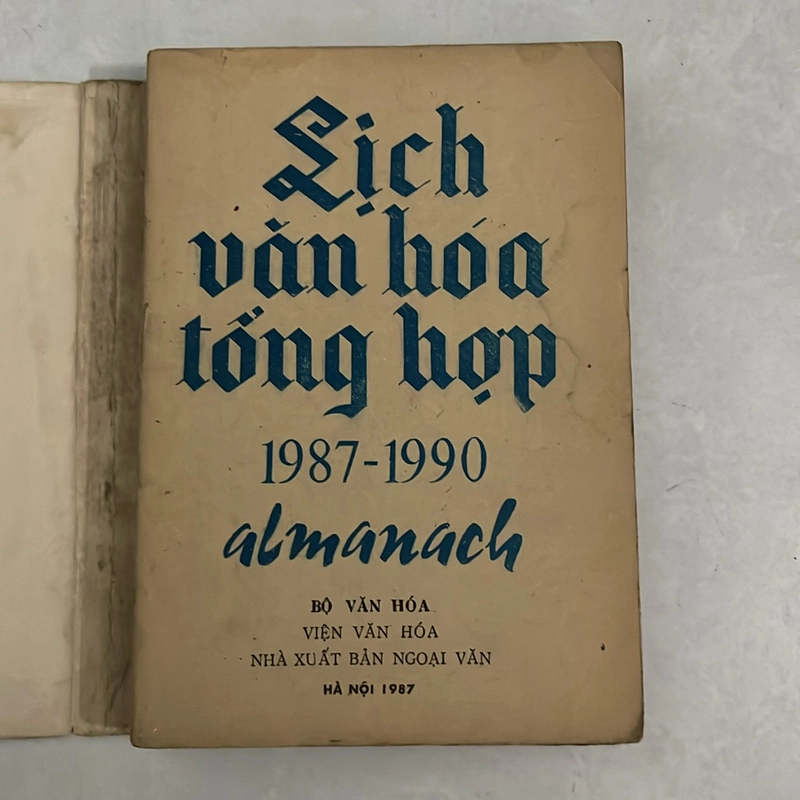 Lịch
văn hóa
tổng hợp
1987-1990
almanach
BỘ VĂN HÓA
VIỆN VĂN HÓA
NHÀ XUẤT BẢN NGOẠI VĂN
HÀ NỘI 1987